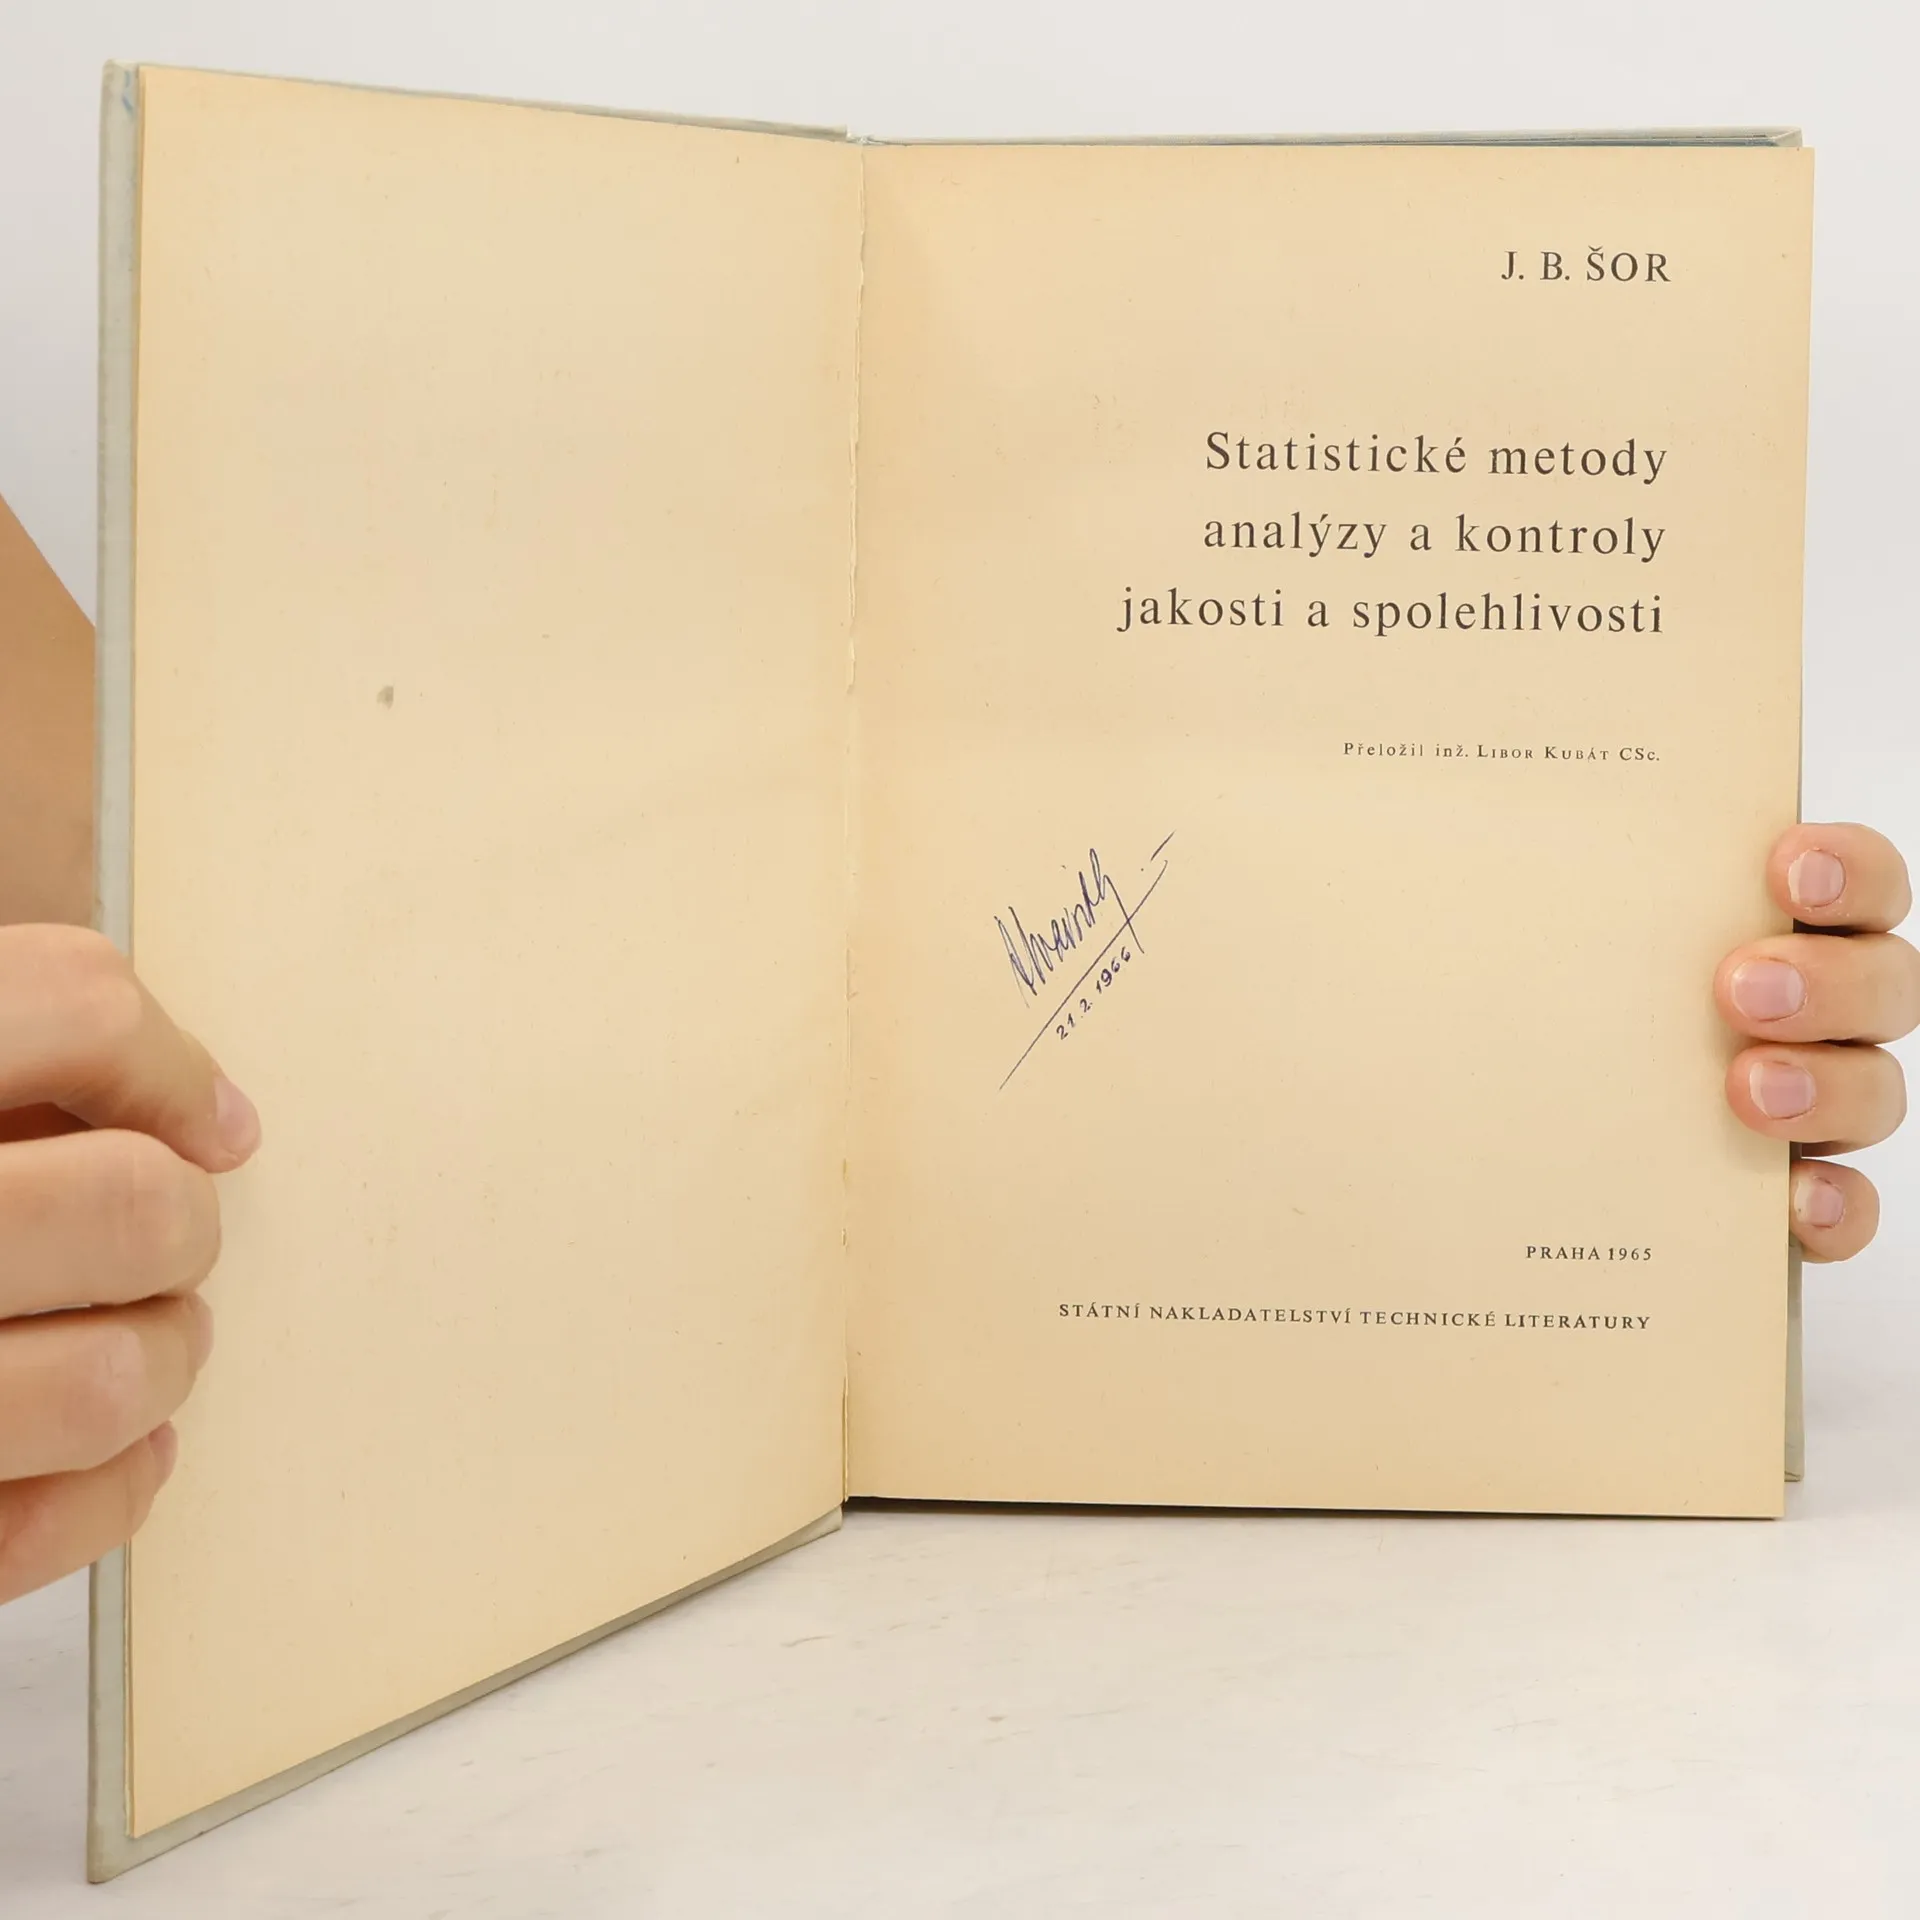 J. B. ŠOR
Statistické metody
analýzy a kontroly
jakosti a spolehlivosti
Přeložil inž. LIBOR KUBÁT CSc.
21.2.1966
PRAHA 1965
STÁTNÍ NAKLADATELSTVÍ TECHNICKÉ LITERATURY